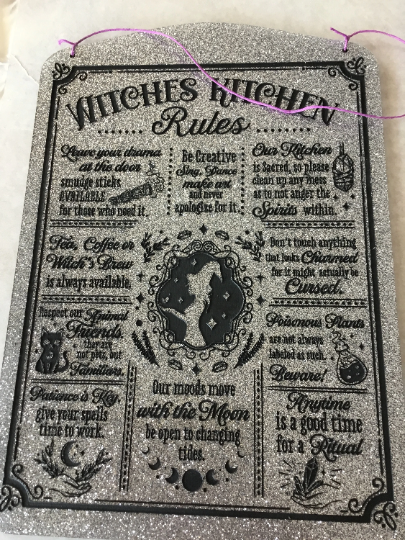 WITCHES KITCHEN
Rules
Leave your drama
at the door
smudge sticks
AVAILABLE
for those who need it.
Be Creative
Sing, Dance
make art
and never
apologize for it.
Our Kitchen
is Sacred, so please
clean up any mess
as to not anger the
Spirits within.
Tea, Coffee or
Witch's Brew
is always available.
Don't touch anything
that looks Charmed
for it might actually be
Cursed.
Respect our Animal
Friends
they are
not pets, but
Familiars.
Poisonous Plants
are not always
labeled as such.
Beware!
Patience is Key,
give your spells
time to work.
Our moods move
with the Moon
be open to changing
tides.
Anytime
is a good time
for a Ritual